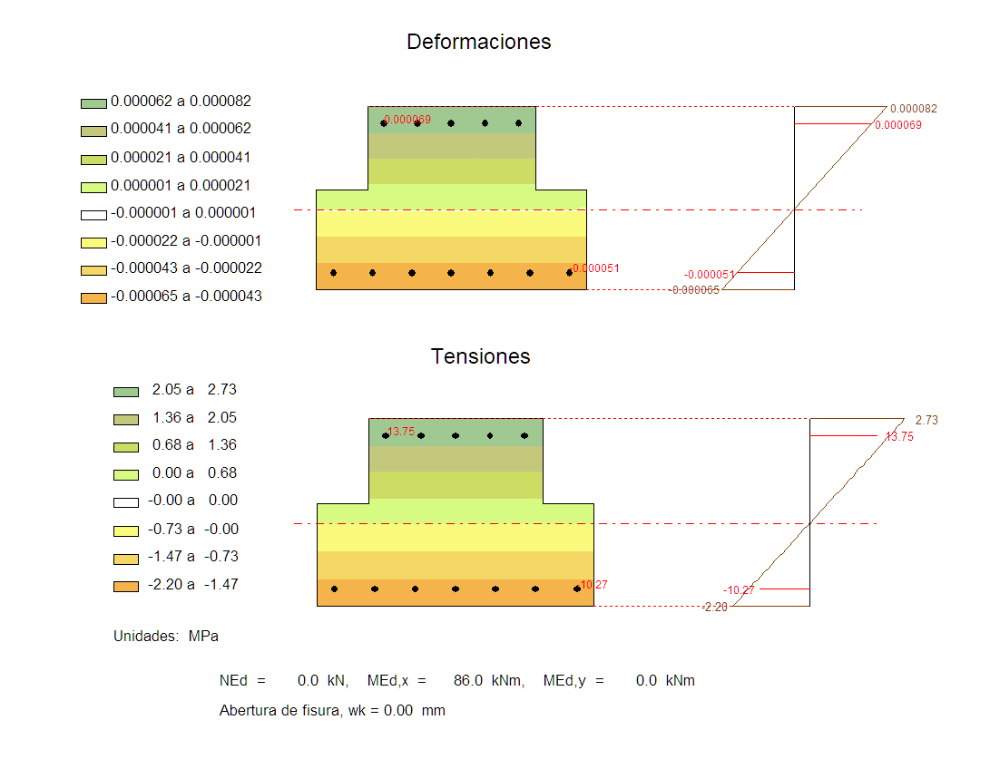 Deformaciones
0.000062 a 0.000082
0.000041 a 0.000062
0.000021 a 0.000041
0.000001 a 0.000021
-0.000001 a 0.000001
-0.000022 a -0.000001
-0.000043 a -0.000022
-0.000065 a -0.000043
0.000069
-0.000051
0.000082
0.000069
-0.000051
-0.000065
Tensiones
2.05 a 2.73
1.36 a 2.05
0.68 a 1.36
0.00 a 0.68
-0.00 a 0.00
-0.73 a -0.00
-1.47 a -0.73
-2.20 a -1.47
13.75
-10.27
2.73
13.75
-10.27
-2.20
Unidades: MPa
NEd = 0.0 kN, MEd,x = 86.0 kNm, MEd,y = 0.0 kNm
Abertura de fisura, wk = 0.00 mm